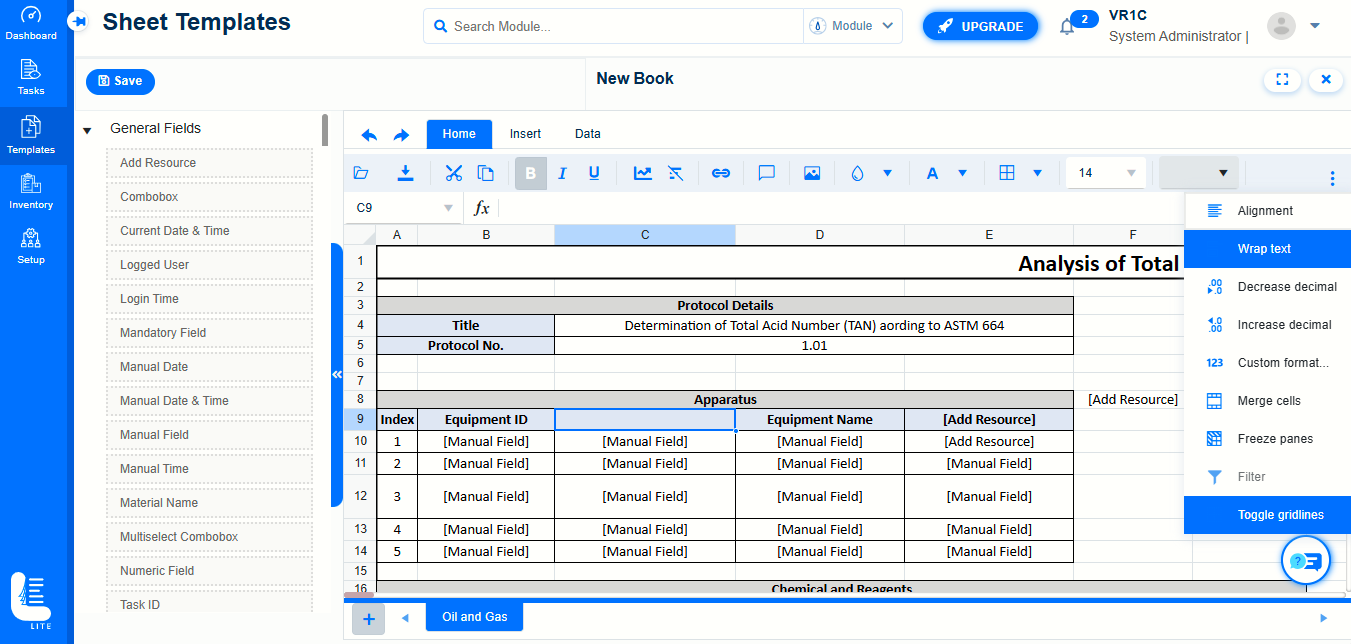 Dashboard
Tasks
Templates
Inventory
Setup
LITE
Sheet Templates
Search Module...
Module
UPGRADE
2
VR1C
System Administrator |
Save
New Book
General Fields
Add Resource
Combobox
Current Date & Time
Logged User
Login Time
Mandatory Field
Manual Date
Manual Date & Time
Manual Field
Manual Time
Material Name
Multiselect Combobox
Numeric Field
Task ID
Home Insert Data
B I U A 14
C9 fx
A B C D E F
1 Analysis of Total
2
3 Protocol Details
4 Title Determination of Total Acid Number (TAN) aording to ASTM 664
5 Protocol No. 1.01
6
7
8 Apparatus [Add Resource]
9 Index Equipment ID Equipment Name [Add Resource]
10 1 [Manual Field] [Manual Field] [Manual Field] [Add Resource]
11 2 [Manual Field] [Manual Field] [Manual Field] [Manual Field]
12 3 [Manual Field] [Manual Field] [Manual Field] [Manual Field]
13 4 [Manual Field] [Manual Field] [Manual Field] [Manual Field]
14 5 [Manual Field] [Manual Field] [Manual Field] [Manual Field]
15
16 Chemical and Reagents
Alignment
Wrap text
.00 .0 Decrease decimal
.0 .00 Increase decimal
123 Custom format...
Merge cells
Freeze panes
Filter
Toggle gridlines
?
+ Oil and Gas